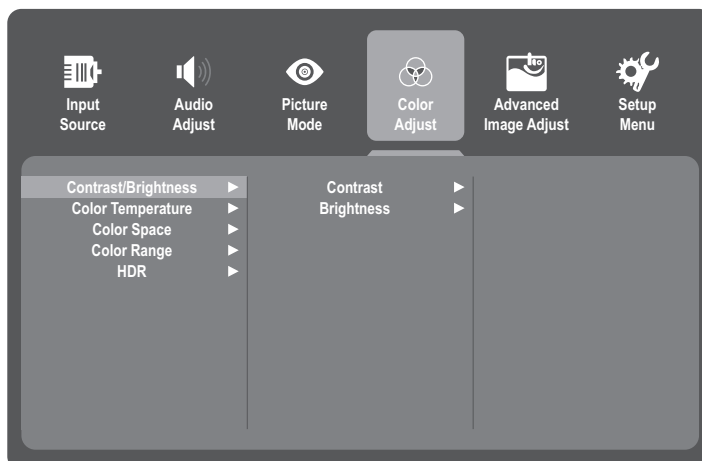 Input Source
Audio Adjust
Picture Mode
Color Adjust
Advanced Image Adjust
Setup Menu
Contrast/Brightness
Color Temperature
Color Space
Color Range
HDR
Contrast
Brightness